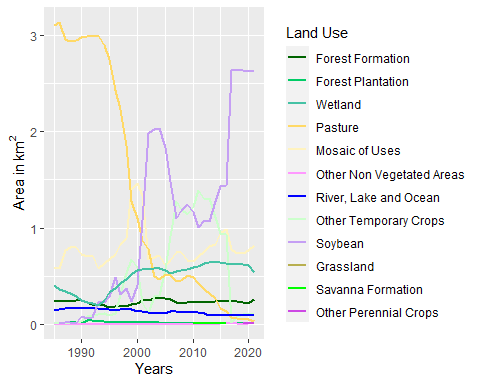 Land Use
Forest Formation
Forest Plantation
Wetland
Pasture
Mosaic of Uses
Other Non Vegetated Areas
River, Lake and Ocean
Other Temporary Crops
Soybean
Grassland
Savanna Formation
Other Perennial Crops
Area in km²
3
2
1
0
1990
2000
2010
2020
Years